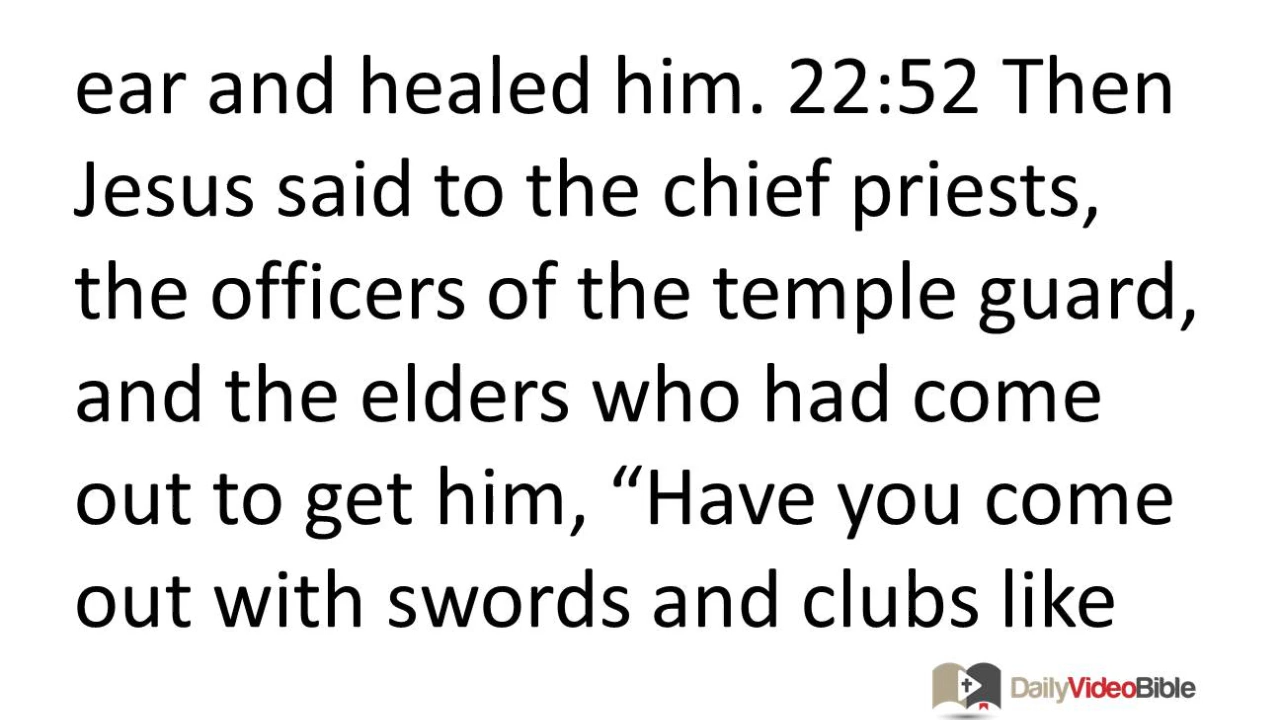 ear and healed him. 22:52 Then
Jesus said to the chief priests,
the officers of the temple guard,
and the elders who had come
out to get him, “Have you come
out with swords and clubs like
DailyVideoBible